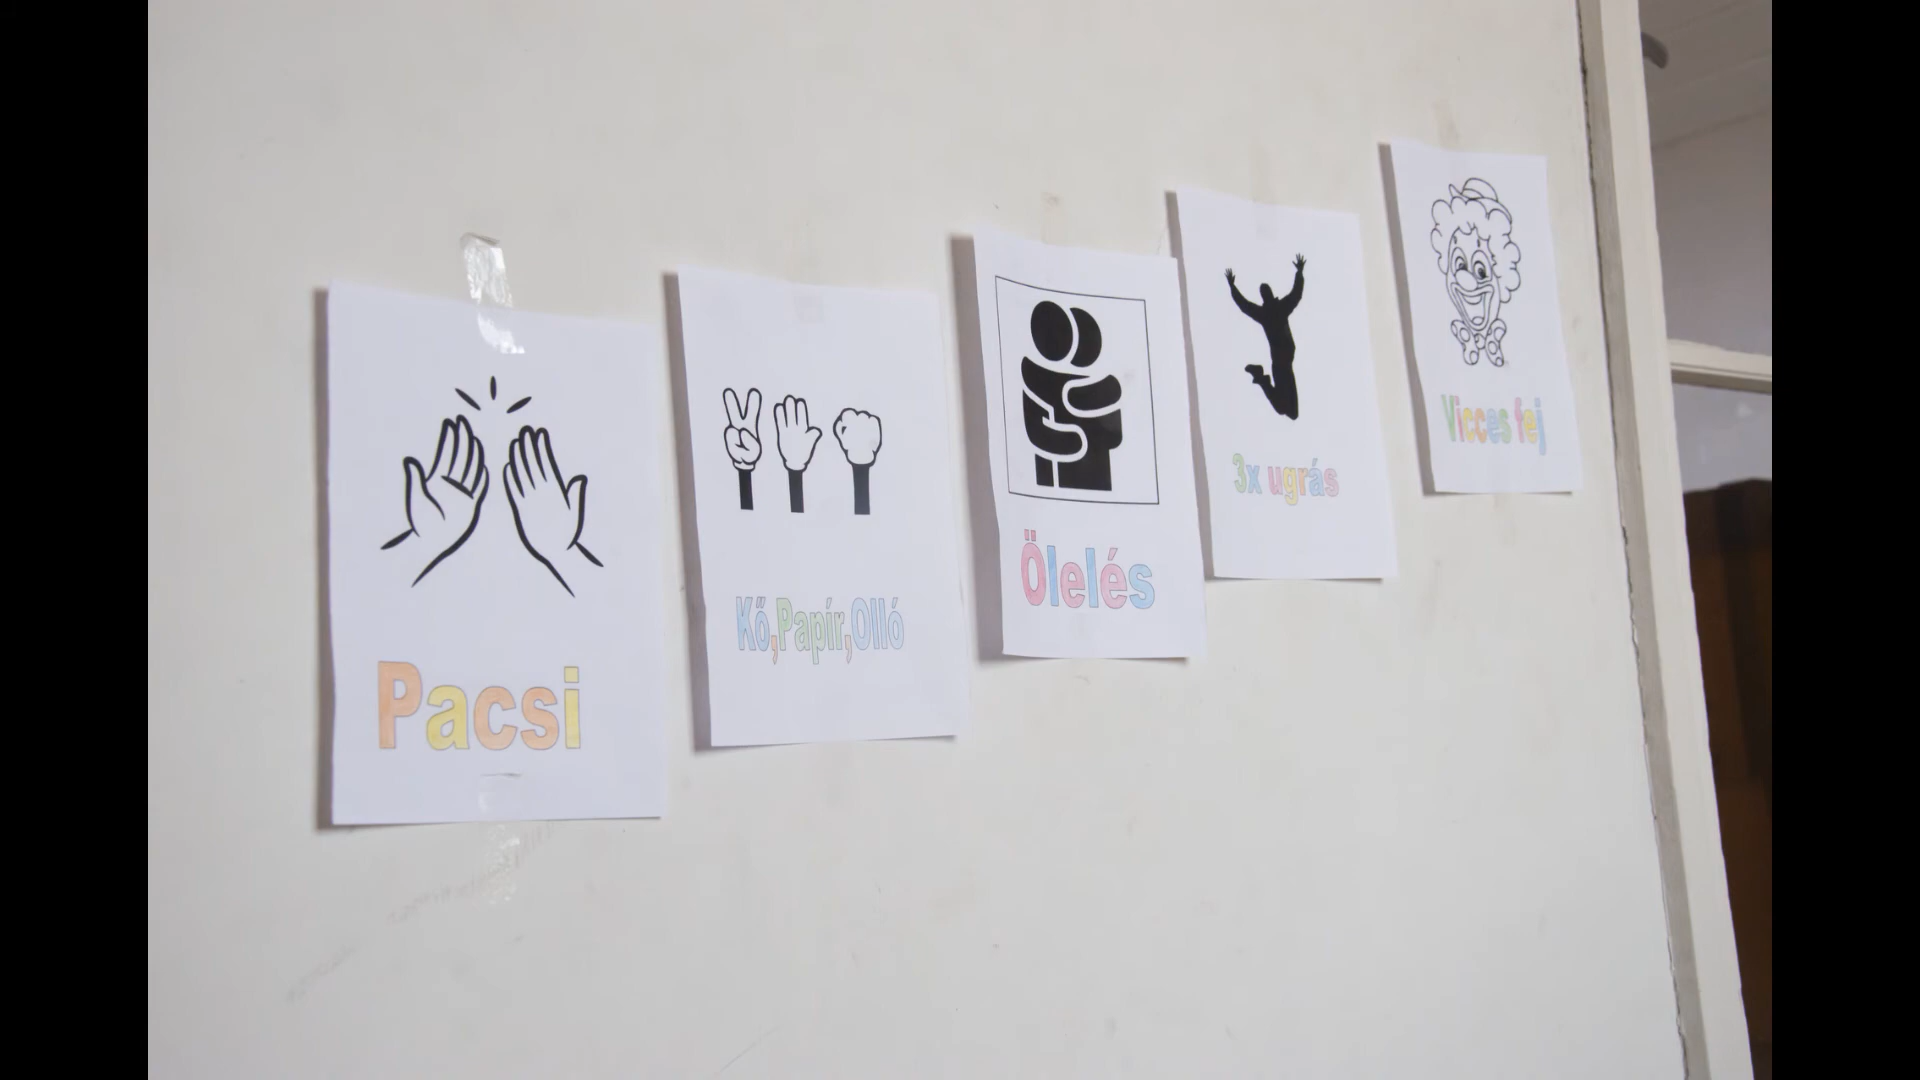 Pacsi
Kő,Papír,Olló
Ölelés
3x ugrás
Vicces fej